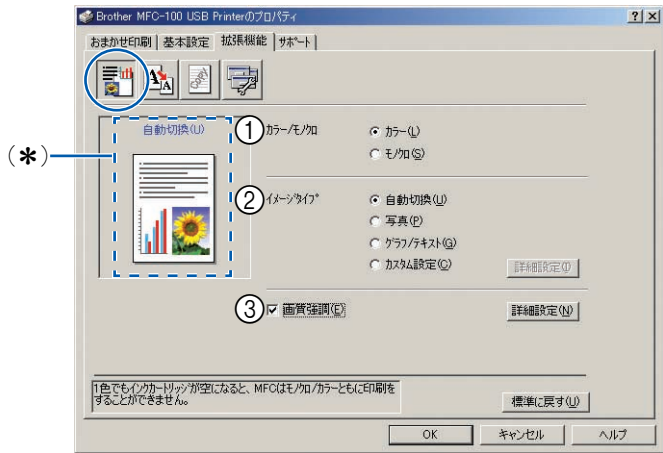 Brother MFC-100 USB Printerのプロパティ
おまかせ印刷 基本設定 拡張機能 サポート
(*)
自動切換(U)
① カラー/モノクロ
カラー(L)
モノクロ(S)
② イメージタイプ
自動切換(U)
写真(P)
グラフ/テキスト(G)
カスタム設定(C) 詳細設定(I)
③ 画質強調(E) 詳細設定(N)
1色でもインクカートリッジが空になると、MFCはモノクロ/カラーともに印刷を
することができません。
標準に戻す(U)
OK キャンセル ヘルプ